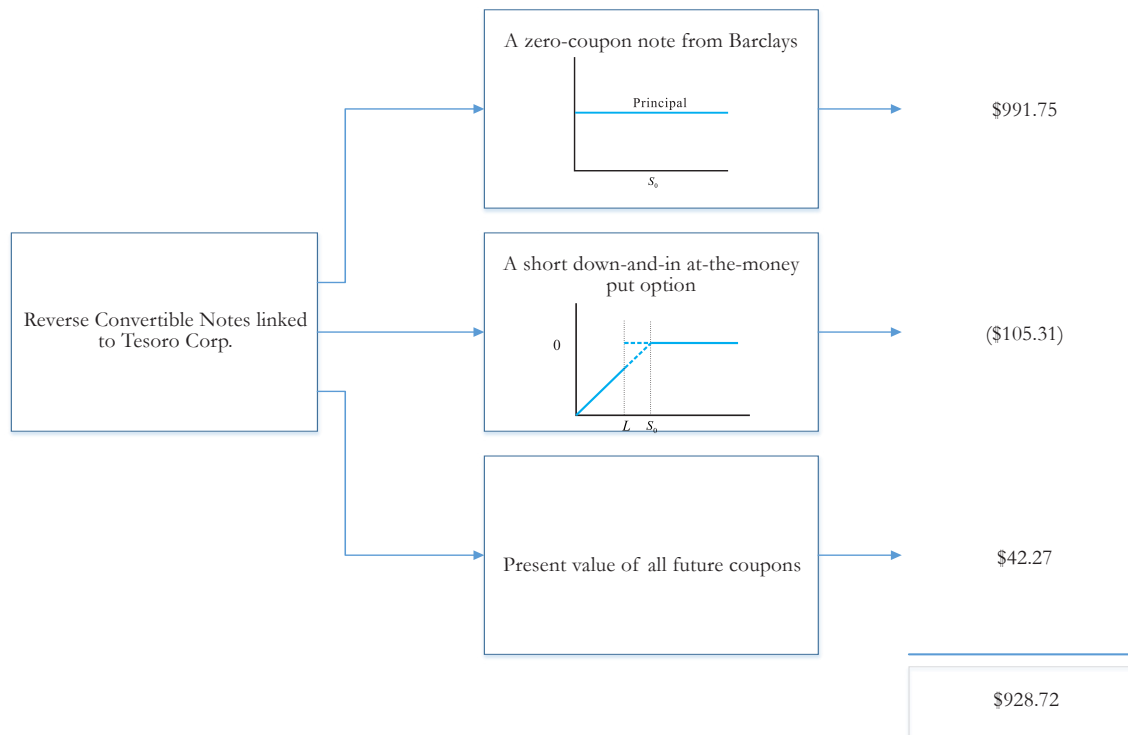 A zero-coupon note from Barclays
Principal
S₀
$991.75
Reverse Convertible Notes linked
to Tesoro Corp.
A short down-and-in at-the-money
put option
0
L S₀
($105.31)
Present value of all future coupons
$42.27
$928.72